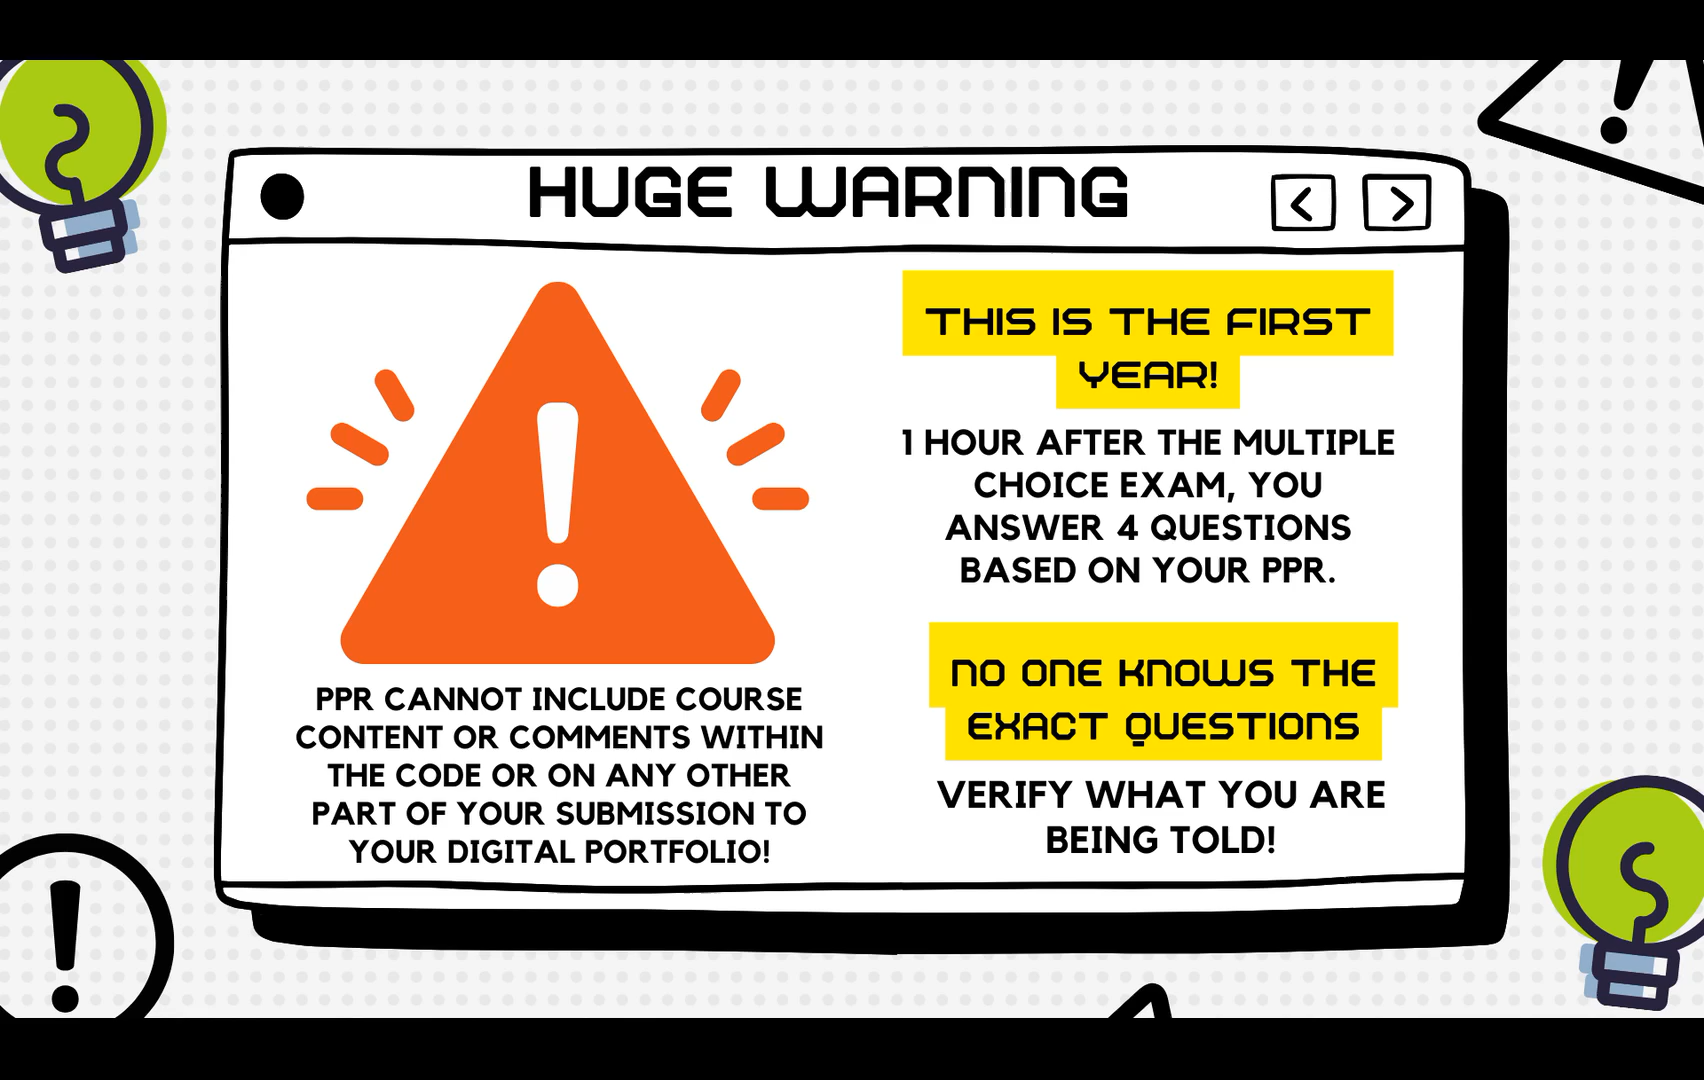 HUGE WARNING
PPR CANNOT INCLUDE COURSE
CONTENT OR COMMENTS WITHIN
THE CODE OR ON ANY OTHER
PART OF YOUR SUBMISSION TO
YOUR DIGITAL PORTFOLIO!
THIS IS THE FIRST
YEAR!
1 HOUR AFTER THE MULTIPLE
CHOICE EXAM, YOU
ANSWER 4 QUESTIONS
BASED ON YOUR PPR.
NO ONE KNOWS THE
EXACT QUESTIONS
VERIFY WHAT YOU ARE
BEING TOLD!